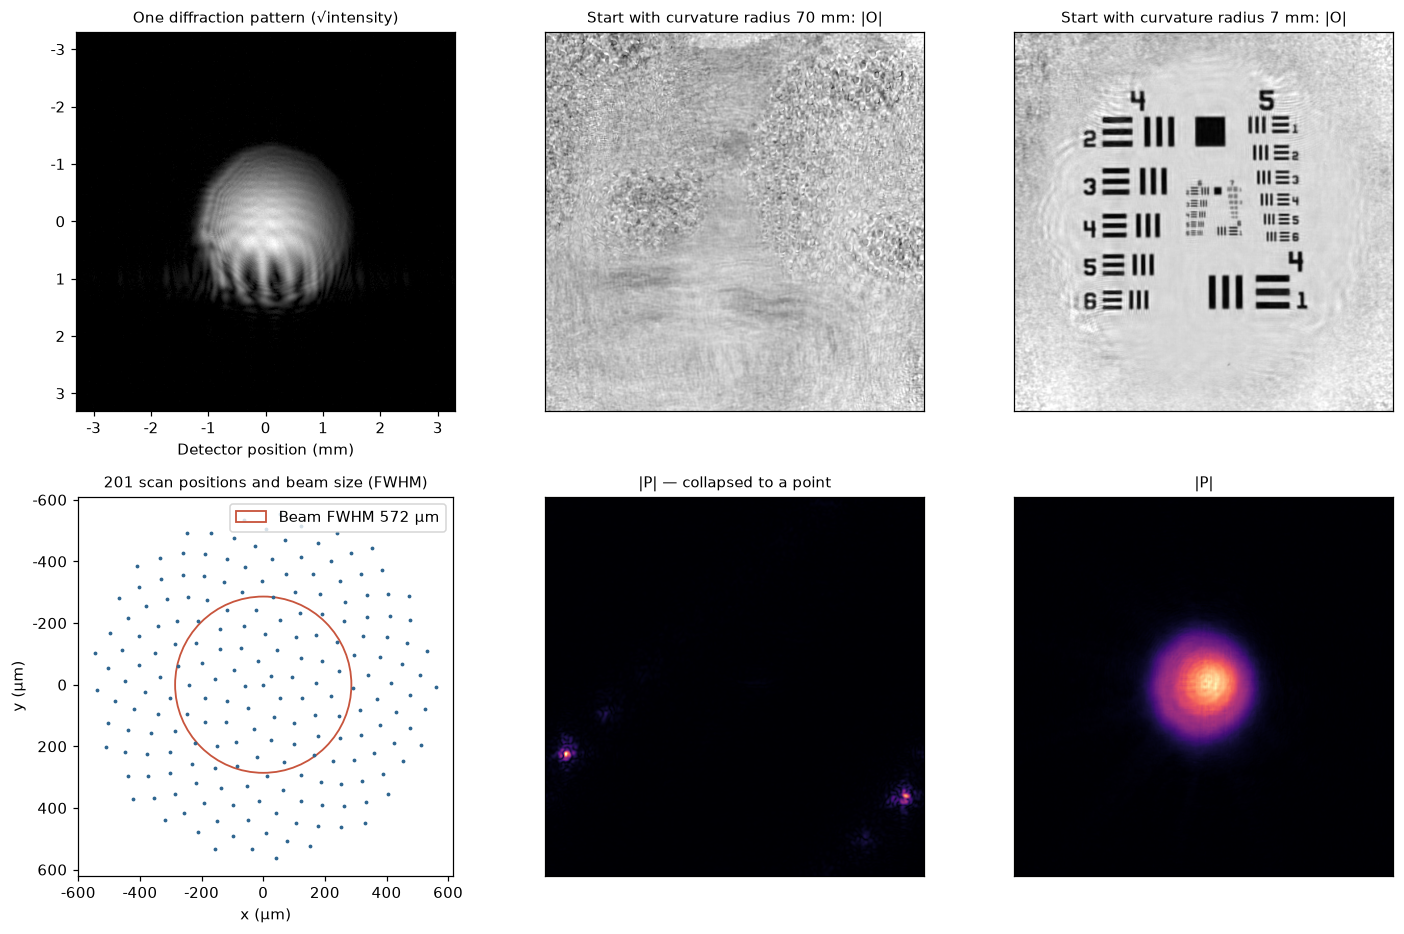 One diffraction pattern (√intensity)
-3
-2
-1
0
1
2
3
-3 -2 -1 0 1 2 3
Detector position (mm)
Start with curvature radius 70 mm: |O|
Start with curvature radius 7 mm: |O|
4 5
2
3
4
5
6
1
2
3
4
5
6
4
1
201 scan positions and beam size (FWHM)
Beam FWHM 572 μm
-600
-400
-200
0
200
400
600
y (μm)
-600 -400 -200 0 200 400 600
x (μm)
|P| — collapsed to a point
|P|